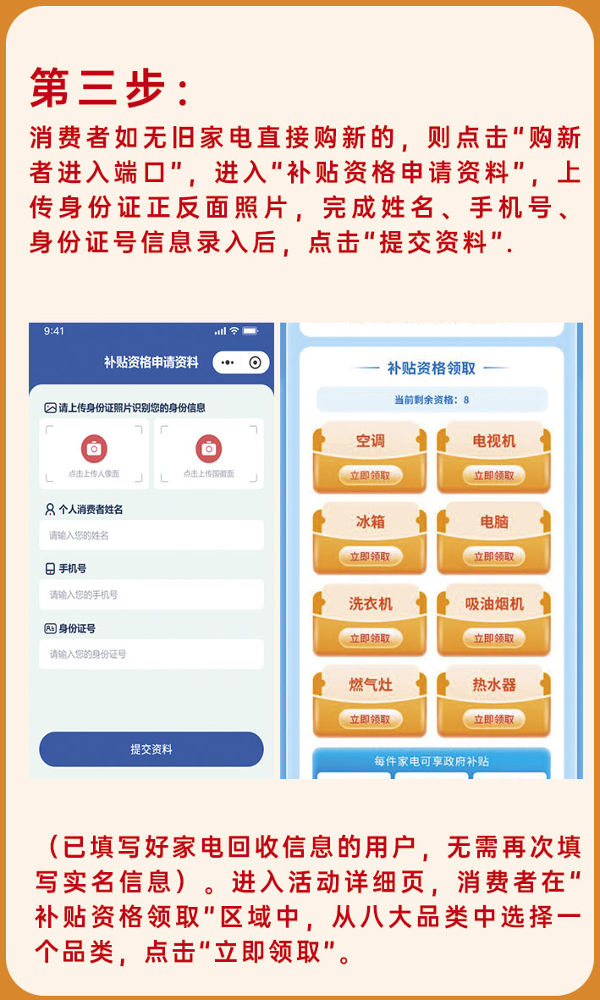 第三步：
消费者如无旧家电直接购新的，则点击“购新
者进入端口”，进入“补贴资格申请资料”，上
传身份证正反面照片，完成姓名、手机号、
身份证号信息录入后，点击“提交资料”.
9:41
补贴资格申请资料
请上传身份证照片识别您的身份信息
点击上传人像面 点击上传国徽面
个人消费者姓名
请输入您的姓名
手机号
请输入您的手机号
身份证号
请输入您的身份证号
提交资料
补贴资格领取
当前剩余资格：8
空调 电视机
立即领取 立即领取
冰箱 电脑
立即领取 立即领取
洗衣机 吸油烟机
立即领取 立即领取
燃气灶 热水器
立即领取 立即领取
每件家电可享政府补贴
（已填写好家电回收信息的用户，无需再次填
写实名信息）。进入活动详细页，消费者在“
补贴资格领取”区域中，从八大品类中选择一
个品类，点击“立即领取”。